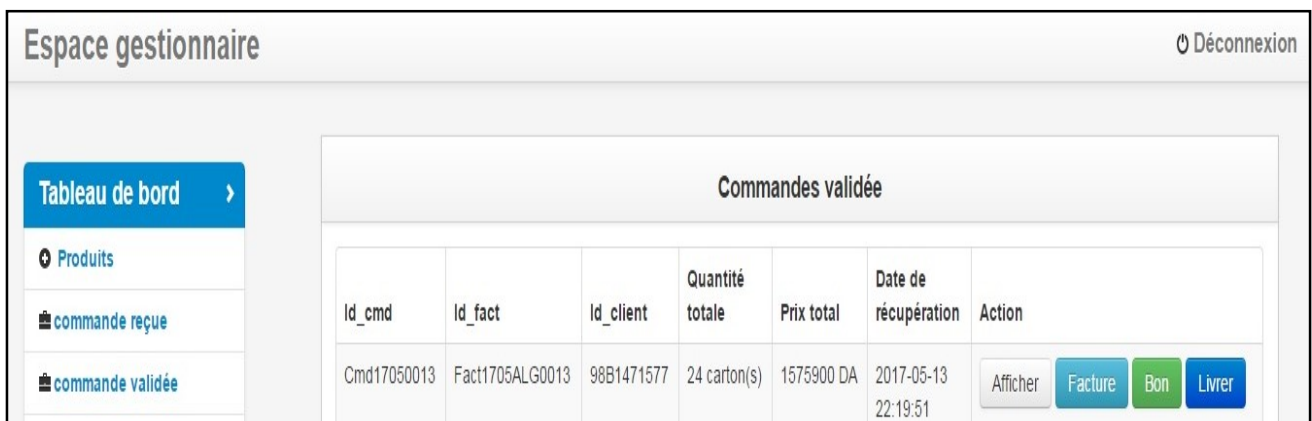 Espace gestionnaire
Déconnexion
Tableau de bord
Produits
commande reçue
commande validée
Commandes validée
Id_cmd Id_fact Id_client Quantité totale Prix total Date de récupération Action
Cmd17050013 Fact1705ALG0013 98B1471577 24 carton(s) 1575900 DA 2017-05-13 22:19:51 Afficher Facture Bon Livrer